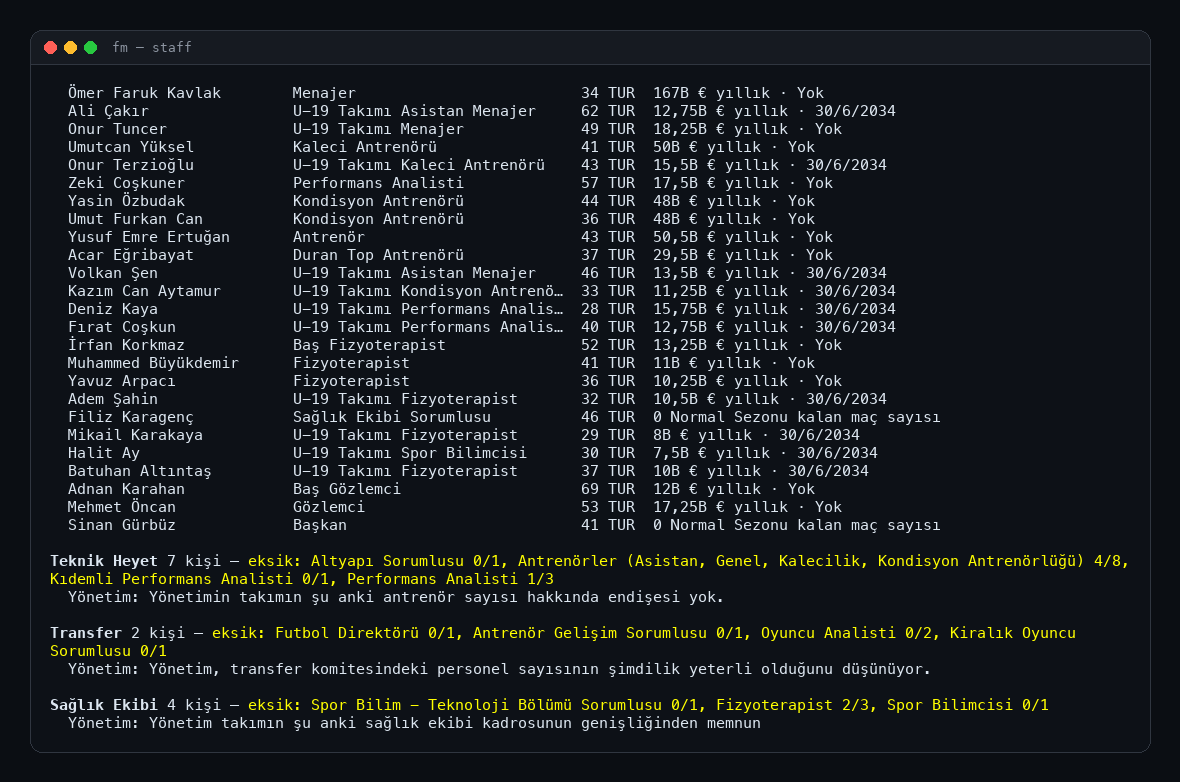 fm — staff
Ömer Faruk Kavlak Menajer 34 TUR 167B € yıllık · Yok
Ali Çakır U-19 Takımı Asistan Menajer 62 TUR 12,75B € yıllık · 30/6/2034
Onur Tuncer U-19 Takımı Menajer 49 TUR 18,25B € yıllık · Yok
Umutcan Yüksel Kaleci Antrenörü 41 TUR 50B € yıllık · Yok
Onur Terzioğlu U-19 Takımı Kaleci Antrenörü 43 TUR 15,5B € yıllık · 30/6/2034
Zeki Coşkuner Performans Analisti 57 TUR 17,5B € yıllık · Yok
Yasin Özbudak Kondisyon Antrenörü 44 TUR 48B € yıllık · Yok
Umut Furkan Can Kondisyon Antrenörü 36 TUR 48B € yıllık · Yok
Yusuf Emre Ertuğan Antrenör 43 TUR 50,5B € yıllık · Yok
Acar Eğribayat Duran Top Antrenörü 37 TUR 29,5B € yıllık · Yok
Volkan Şen U-19 Takımı Asistan Menajer 46 TUR 13,5B € yıllık · 30/6/2034
Kazım Can Aytamur U-19 Takımı Kondisyon Antrenö… 33 TUR 11,25B € yıllık · 30/6/2034
Deniz Kaya U-19 Takımı Performans Analis… 28 TUR 15,75B € yıllık · 30/6/2034
Fırat Coşkun U-19 Takımı Performans Analis… 40 TUR 12,75B € yıllık · 30/6/2034
İrfan Korkmaz Baş Fizyoterapist 52 TUR 13,25B € yıllık · Yok
Muhammed Büyükdemir Fizyoterapist 41 TUR 11B € yıllık · Yok
Yavuz Arpacı Fizyoterapist 36 TUR 10,25B € yıllık · Yok
Adem Şahin U-19 Takımı Fizyoterapist 32 TUR 10,5B € yıllık · 30/6/2034
Filiz Karagenç Sağlık Ekibi Sorumlusu 46 TUR 0 Normal Sezonu kalan maç sayısı
Mikail Karakaya U-19 Takımı Fizyoterapist 29 TUR 8B € yıllık · 30/6/2034
Halit Ay U-19 Takımı Spor Bilimcisi 30 TUR 7,5B € yıllık · 30/6/2034
Batuhan Altıntaş U-19 Takımı Fizyoterapist 37 TUR 10B € yıllık · 30/6/2034
Adnan Karahan Baş Gözlemci 69 TUR 12B € yıllık · Yok
Mehmet Öncan Gözlemci 53 TUR 17,25B € yıllık · Yok
Sinan Gürbüz Başkan 41 TUR 0 Normal Sezonu kalan maç sayısı
Teknik Heyet 7 kişi — eksik: Altyapı Sorumlusu 0/1, Antrenörler (Asistan, Genel, Kalecilik, Kondisyon Antrenörlüğü) 4/8,
Kıdemli Performans Analisti 0/1, Performans Analisti 1/3
Yönetim: Yönetimin takımın şu anki antrenör sayısı hakkında endişesi yok.
Transfer 2 kişi — eksik: Futbol Direktörü 0/1, Antrenör Gelişim Sorumlusu 0/1, Oyuncu Analisti 0/2, Kiralık Oyuncu
Sorumlusu 0/1
Yönetim: Yönetim, transfer komitesindeki personel sayısının şimdilik yeterli olduğunu düşünüyor.
Sağlık Ekibi 4 kişi — eksik: Spor Bilim - Teknoloji Bölümü Sorumlusu 0/1, Fizyoterapist 2/3, Spor Bilimcisi 0/1
Yönetim: Yönetim takımın şu anki sağlık ekibi kadrosunun genişliğinden memnun